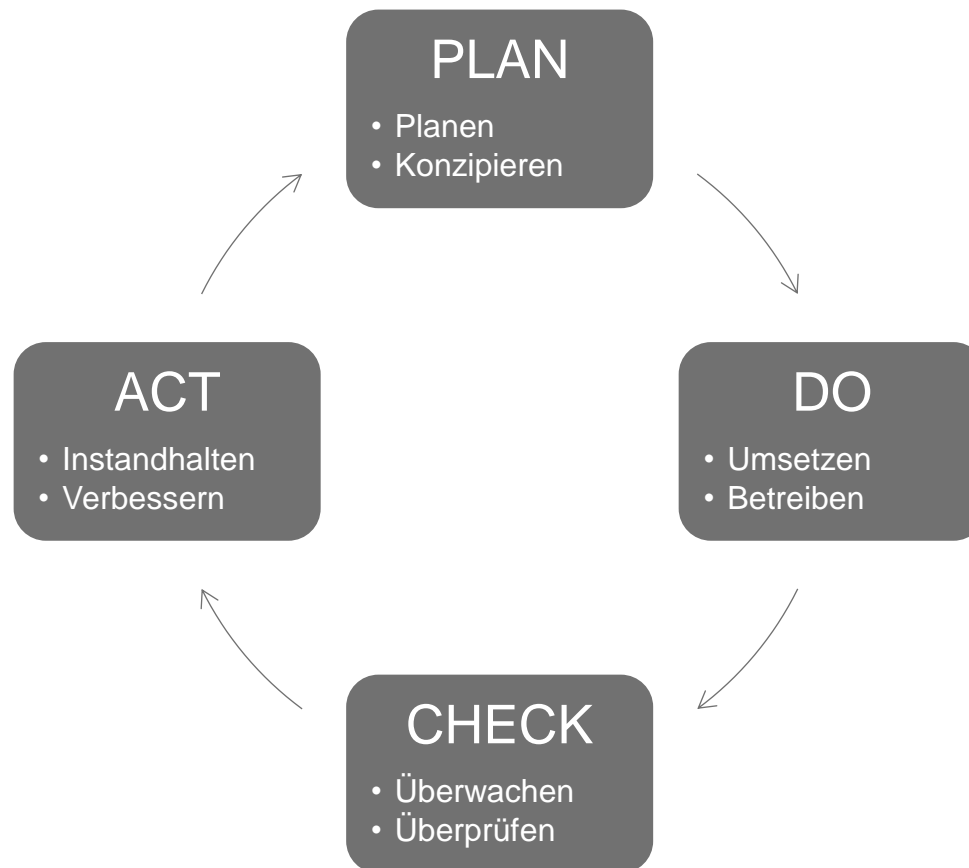 PLAN
• Planen
• Konzipieren
DO
• Umsetzen
• Betreiben
CHECK
• Überwachen
• Überprüfen
ACT
• Instandhalten
• Verbessern